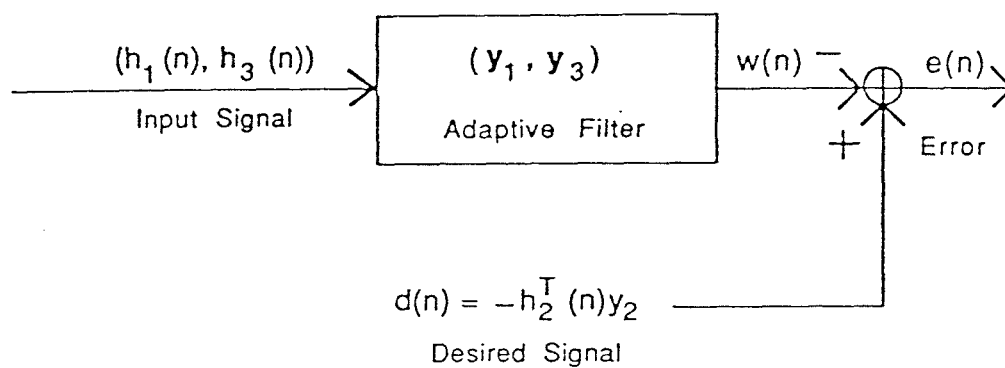 (h₁(n), h₃(n))
Input Signal
(y₁, y₃)
Adaptive Filter
w(n) −
e(n)
+
Error
d(n) = −h₂ᵀ(n)y₂
Desired Signal